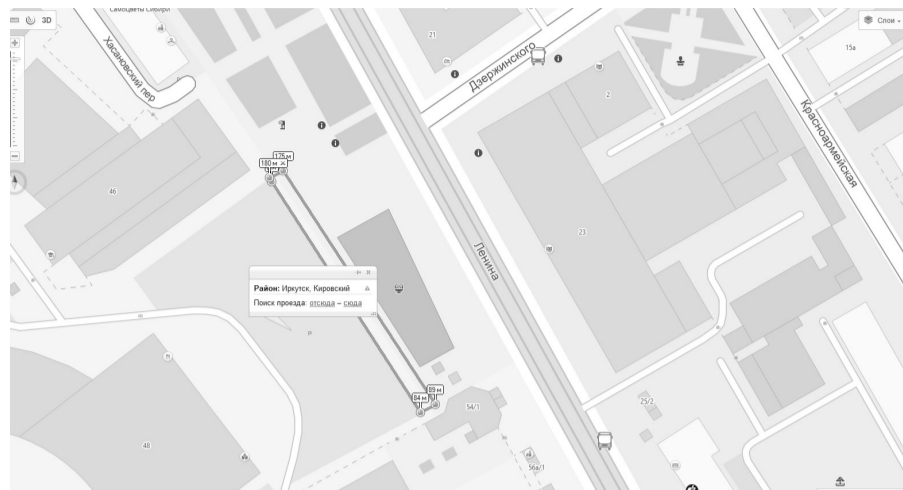 Самоцветы Сибири
3D
Слои
21
15а
Хасановский пер
Дзержинского
2
Красноармейская
175 м
180 м
46
23
Ленина
Район: Иркутск, Кировский
Поиск проезда: отсюда – сюда
P
89 м
84 м
54/1
25/2
48
56а/1